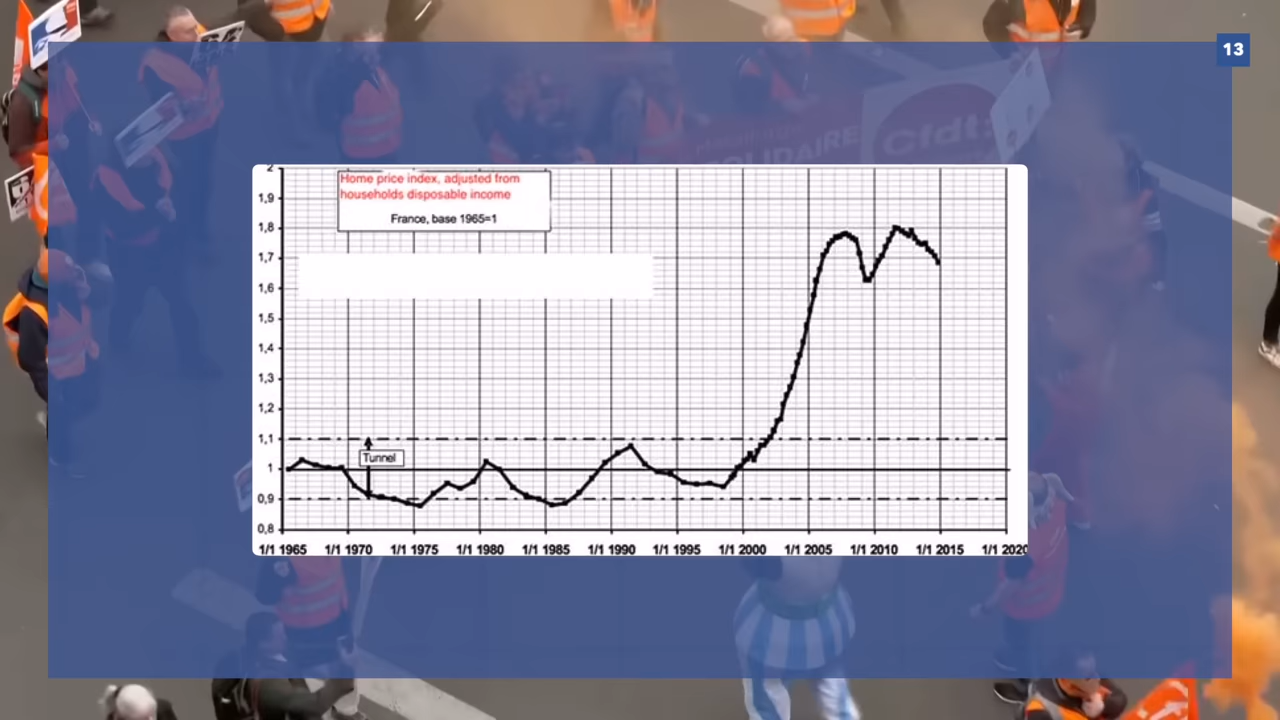 13
OLIDAIRE
Cfdt:
2
Home price index, adjusted from
households disposable income
France, base 1965=1
1,9
1,8
1,7
1,6
1,5
1,4
1,3
1,2
1,1
Tunnel
1
0,9
0,8
1/1 1965 1/1 1970 1/1 1975 1/1 1980 1/1 1985 1/1 1990 1/1 1995 1/1 2000 1/1 2005 1/1 2010 1/1 2015 1/1 2020